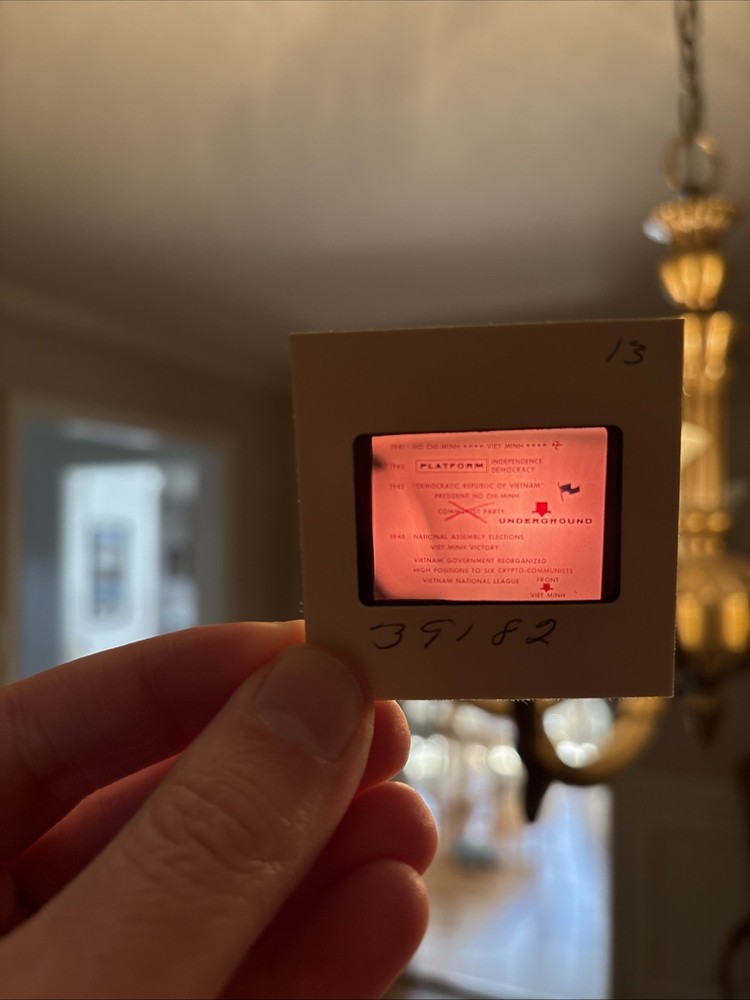 13
1941 HO CHI-MINH **** VIET MINH ****
PLATFORM INDEPENDENCE
DEMOCRACY
1945 "DEMOCRATIC REPUBLIC OF VIETNAM"
PRESIDENT HO CHI-MINH
PARTY
UNDERGROUND
1946 NATIONAL ASSEMBLY ELECTIONS
VIET MINH VICTORY
VIETNAM GOVERNMENT REORGANIZED
HIGH POSITIONS TO SIX CRYPTO-COMMUNISTS
VIETNAM NATIONAL LEAGUE FRONT
VIET MINH
39182